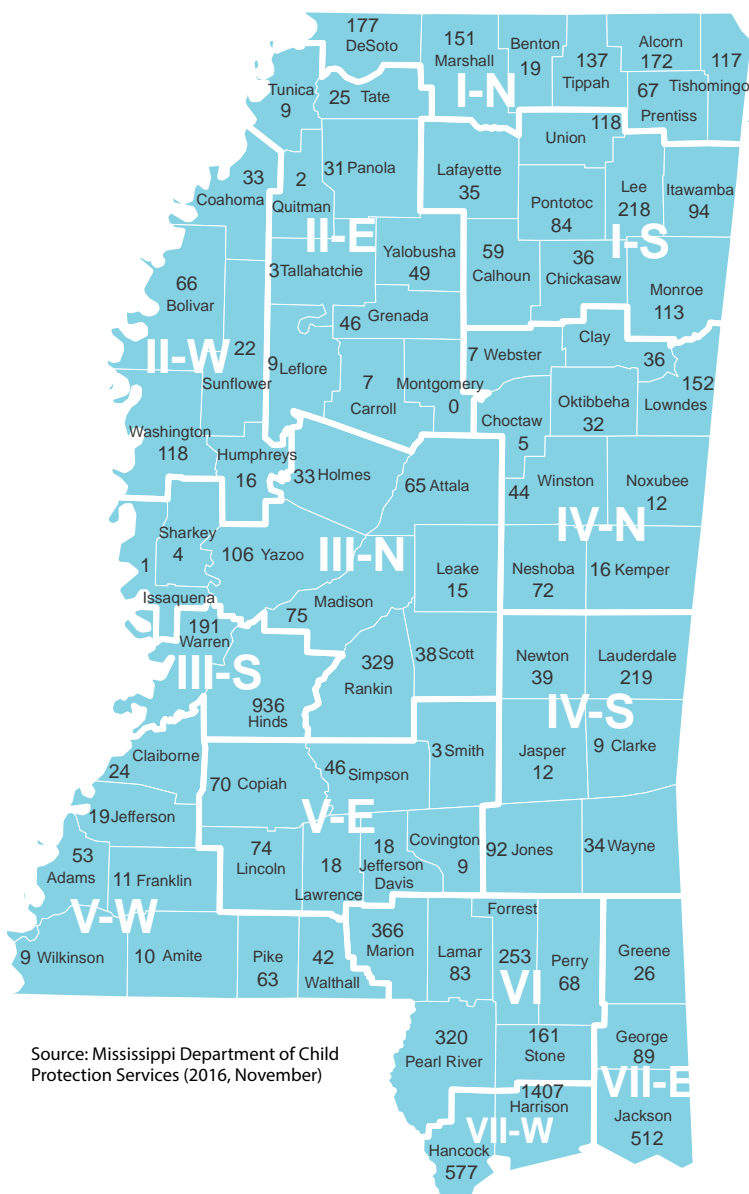 177
DeSoto
151
Marshall
Benton
19
137
Tippah
Alcorn
172
117
Tishomingo
67
Prentiss
I-N
Tunica
9
25 Tate
118
Union
33
Coahoma
2
Quitman
31 Panola
Lafayette
35
Pontotoc
84
Lee
218
Itawamba
94
II-E
I-S
3 Tallahatchie
Yalobusha
49
59
Calhoun
36
Chickasaw
Monroe
113
66
Bolivar
46 Grenada
II-W
22
Sunflower
9 Leflore
7
Carroll
Montgomery
0
7 Webster
Clay
36
152
Lowndes
Oktibbeha
32
Choctaw
5
Washington
118
Humphreys
16
33 Holmes
65 Attala
44 Winston
Noxubee
12
IV-N
Sharkey
4
1
Issaquena
106 Yazoo
III-N
Leake
15
Neshoba
72
16 Kemper
Madison
75
191
Warren
III-S
329
Rankin
38 Scott
Newton
39
Lauderdale
219
936
Hinds
IV-S
Claiborne
24
70 Copiah
46 Simpson
3 Smith
Jasper
12
9 Clarke
19 Jefferson
V-E
53
Adams
11 Franklin
74
Lincoln
18
Lawrence
18
Jefferson
Davis
Covington
9
92 Jones
34 Wayne
V-W
9 Wilkinson
10 Amite
Pike
63
42
Walthall
366
Marion
Lamar
83
Forrest
253
Perry
68
VI
Greene
26
320
Pearl River
161
Stone
George
89
VII-E
1407
Harrison
VII-W
Hancock
577
Jackson
512
Source: Mississippi Department of Child
Protection Services (2016, November)